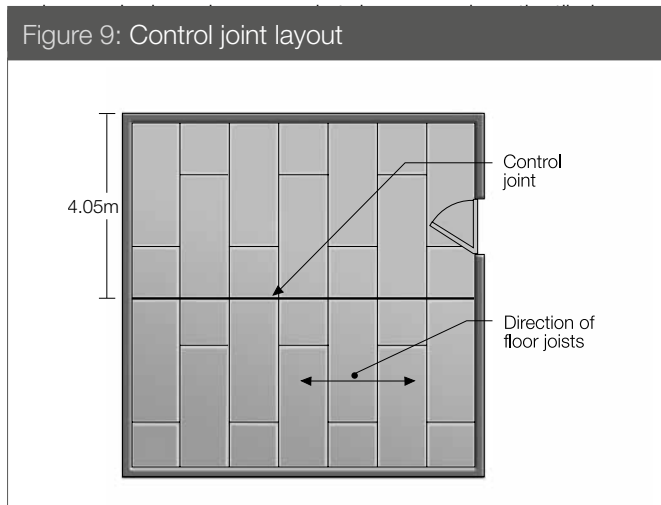 Figure 9: Control joint layout
4.05m
Control
joint
Direction of
floor joists